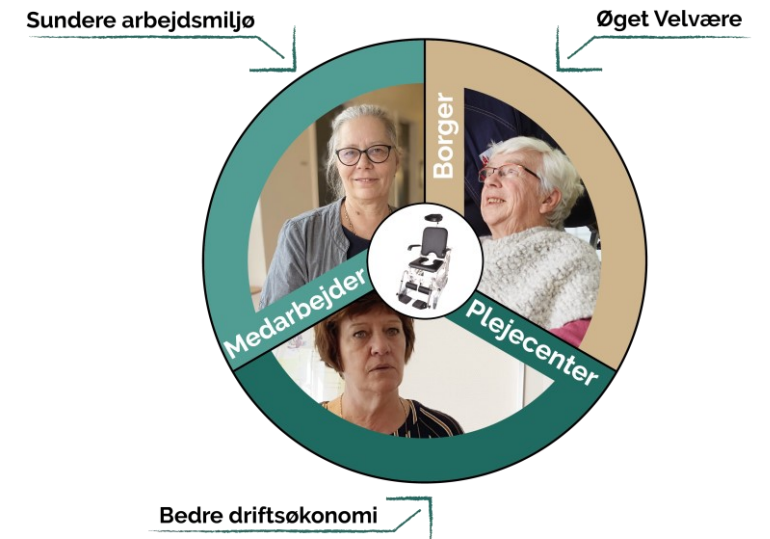 Sundere arbejdsmiljø
Øget Velvære
Borger
Medarbejder
Plejecenter
Bedre driftsøkonomi